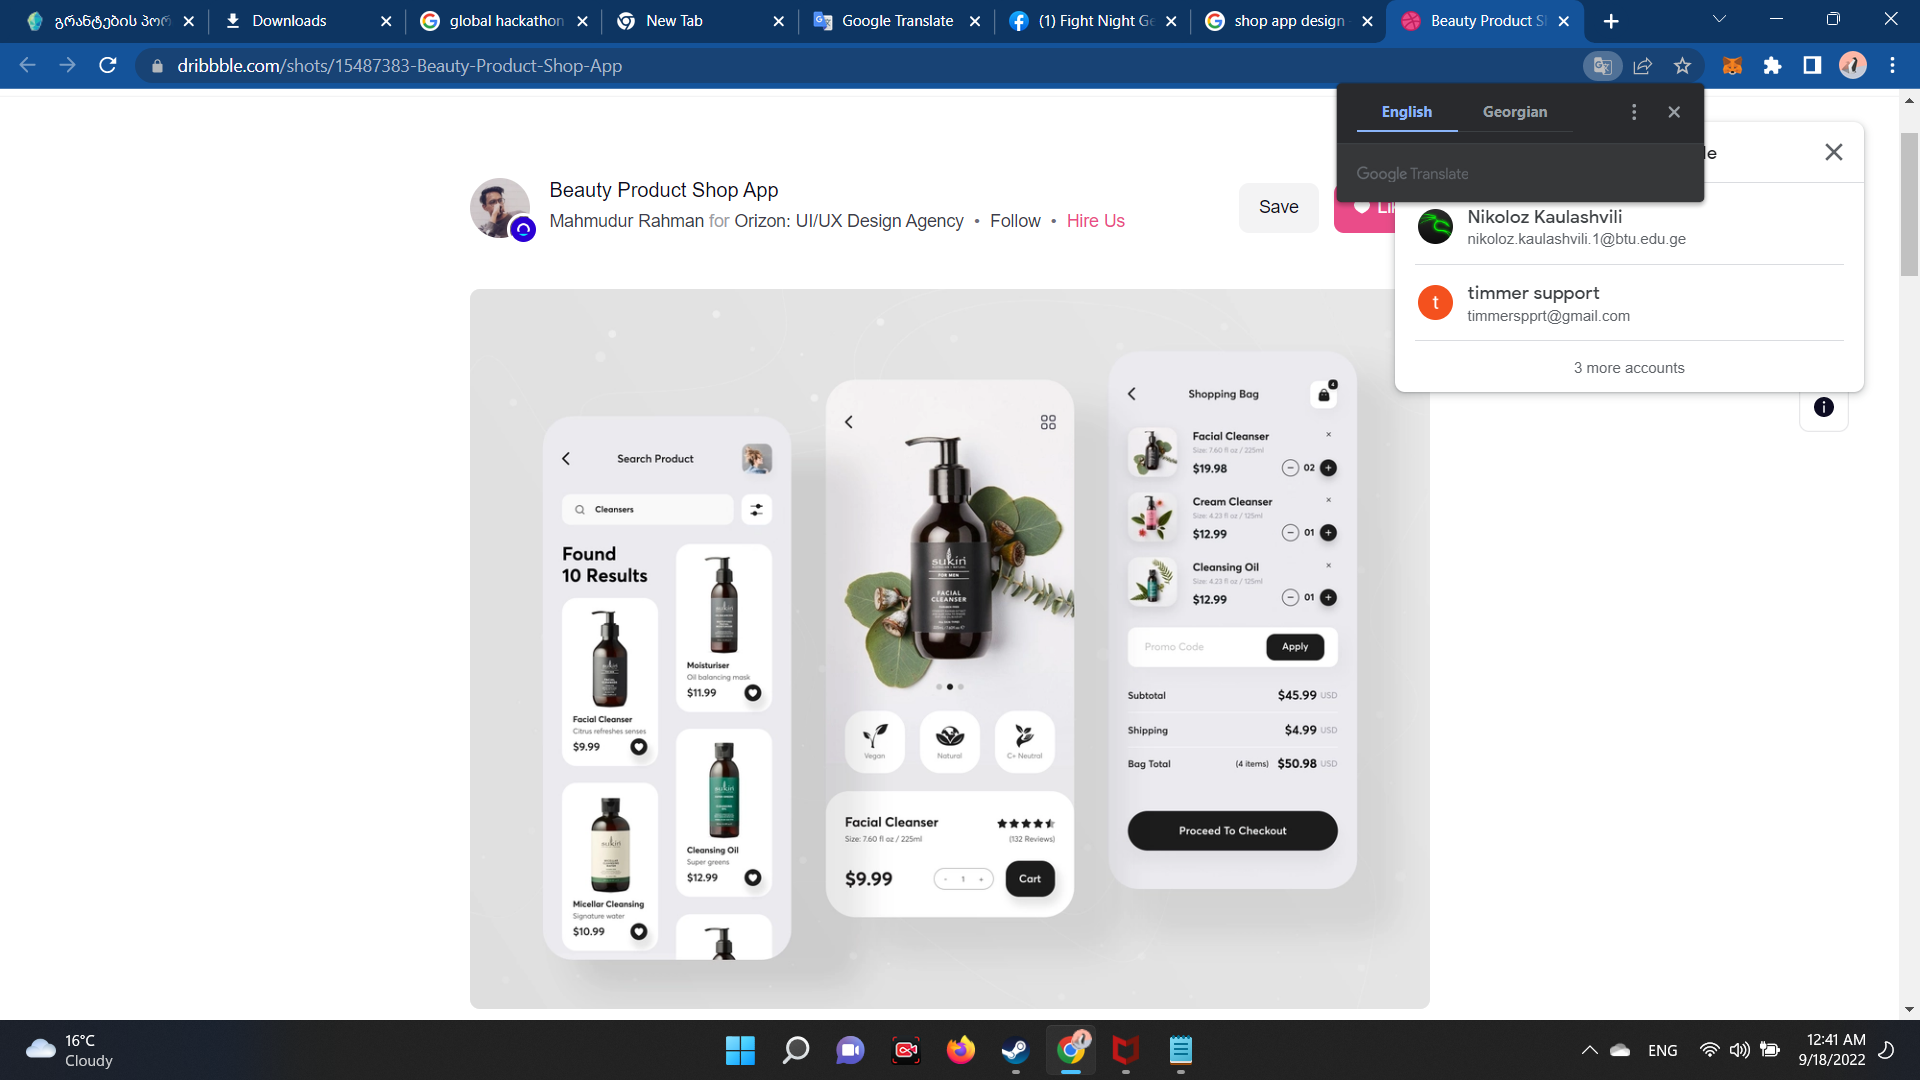 გრანტების პორ
Downloads
global hackathon
New Tab
Google Translate
(1) Fight Night Ge
shop app design
Beauty Product S
dribbble.com/shots/15487383-Beauty-Product-Shop-App
English
Georgian
Google Translate
Beauty Product Shop App
Mahmudur Rahman for Orizon: UI/UX Design Agency • Follow • Hire Us
Save
Nikoloz Kaulashvili
nikoloz.kaulashvili.1@btu.edu.ge
timmer support
timmerspprt@gmail.com
3 more accounts
Search Product
Cleansers
Found
10 Results
Moisturiser
Oil balancing mask
$11.99
Facial Cleanser
Citrus refreshes senses
$9.99
Cleansing Oil
Super greens
$12.99
Micellar Cleansing
Signature water
$10.99
sukin
FOR MEN
FACIAL
CLEANSER
Vegan
Natural
C+ Neutral
Facial Cleanser
Size: 7.60 fl oz / 225ml
(132 Reviews)
$9.99
- 1 +
Cart
Shopping Bag
4
Facial Cleanser
Size: 7.60 fl oz / 225ml
$19.98
02
Cream Cleanser
Size: 4.23 fl oz / 125ml
$12.99
01
Cleansing Oil
Size: 4.23 fl oz / 125ml
$12.99
01
Promo Code
Apply
Subtotal
$45.99 USD
Shipping
$4.99 USD
Bag Total
(4 items) $50.98 USD
Proceed To Checkout
16°C
Cloudy
ENG
12:41 AM
9/18/2022